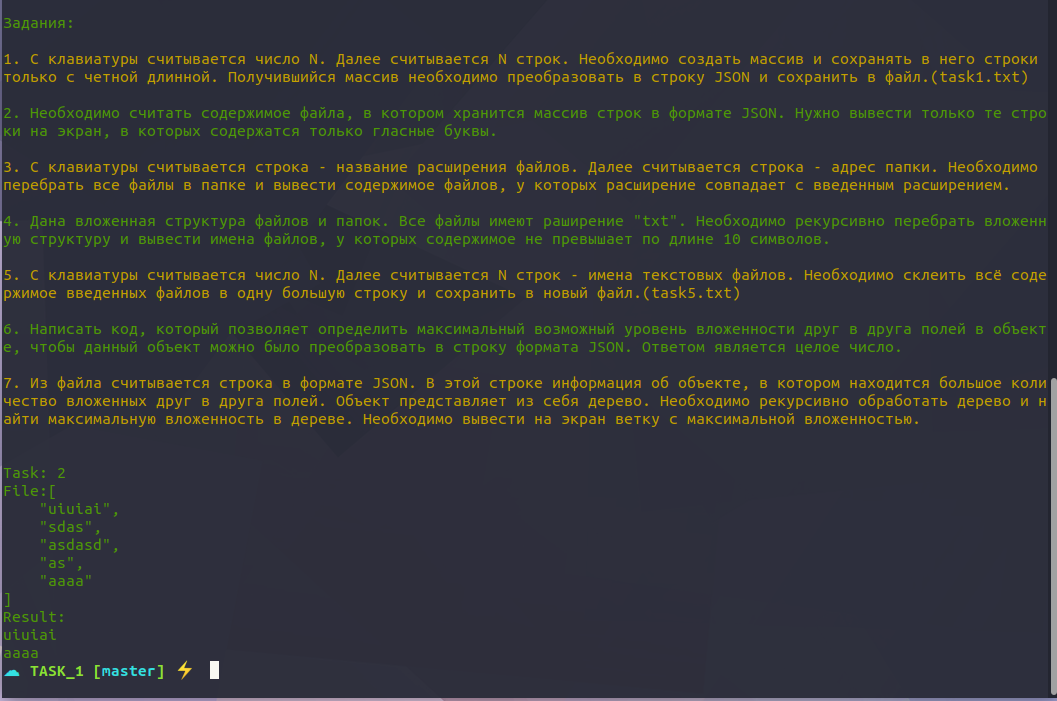 Задания:
1. С клавиатуры считывается число N. Далее считывается N строк. Необходимо создать массив и сохранять в него строки
только с четной длинной. Получившийся массив необходимо преобразовать в строку JSON и сохранить в файл.(task1.txt)
2. Необходимо считать содержимое файла, в котором хранится массив строк в формате JSON. Нужно вывести только те стро
ки на экран, в которых содержатся только гласные буквы.
3. С клавиатуры считывается строка - название расширения файлов. Далее считывается строка - адрес папки. Необходимо
перебрать все файлы в папке и вывести содержимое файлов, у которых расширение совпадает с введенным расширением.
4. Дана вложенная структура файлов и папок. Все файлы имеют раширение "txt". Необходимо рекурсивно перебрать вложенн
ую структуру и вывести имена файлов, у которых содержимое не превышает по длине 10 символов.
5. С клавиатуры считывается число N. Далее считывается N строк - имена текстовых файлов. Необходимо склеить всё соде
ржимое введенных файлов в одну большую строку и сохранить в новый файл.(task5.txt)
6. Написать код, который позволяет определить максимальный возможный уровень вложенности друг в друга полей в объект
е, чтобы данный объект можно было преобразовать в строку формата JSON. Ответом является целое число.
7. Из файла считывается строка в формате JSON. В этой строке информация об объекте, в котором находится большое коли
чество вложенных друг в друга полей. Объект представляет из себя дерево. Необходимо рекурсивно обработать дерево и н
айти максимальную вложенность в дереве. Необходимо вывести на экран ветку с максимальной вложенностью.
Task: 2
File:[
"uiuiai",
"sdas",
"asdasd",
"as",
"aaaa"
]
Result:
uiuiai
aaaa
☁ TASK_1 [master] ⚡